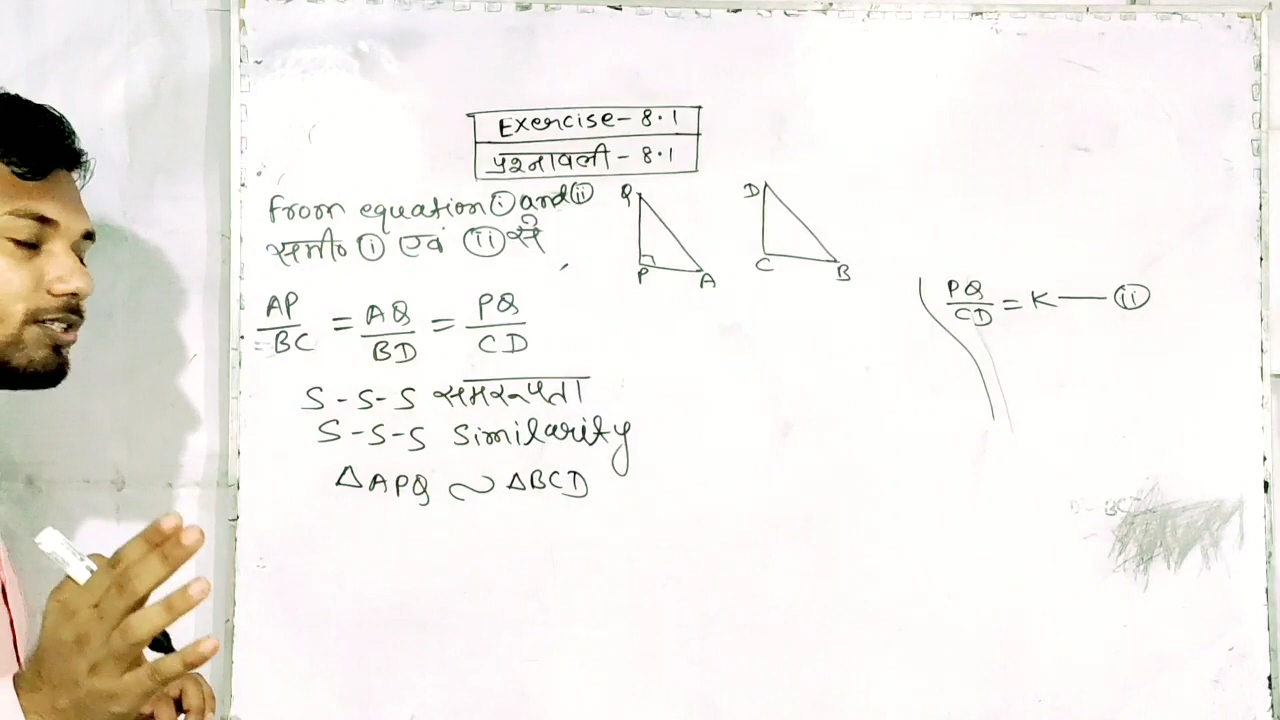 Exercise- 8.1
प्रश्नावली - 8.1
From equation (i) and (ii)
समी० (i) एवं (ii) से
Q
P
A
D
C
B
AP/BC = AQ/BD = PQ/CD
S-S-S समरूपता
S-S-S Similarity
ΔAPQ ~ ΔBCD
PQ/CD = K — (ii)